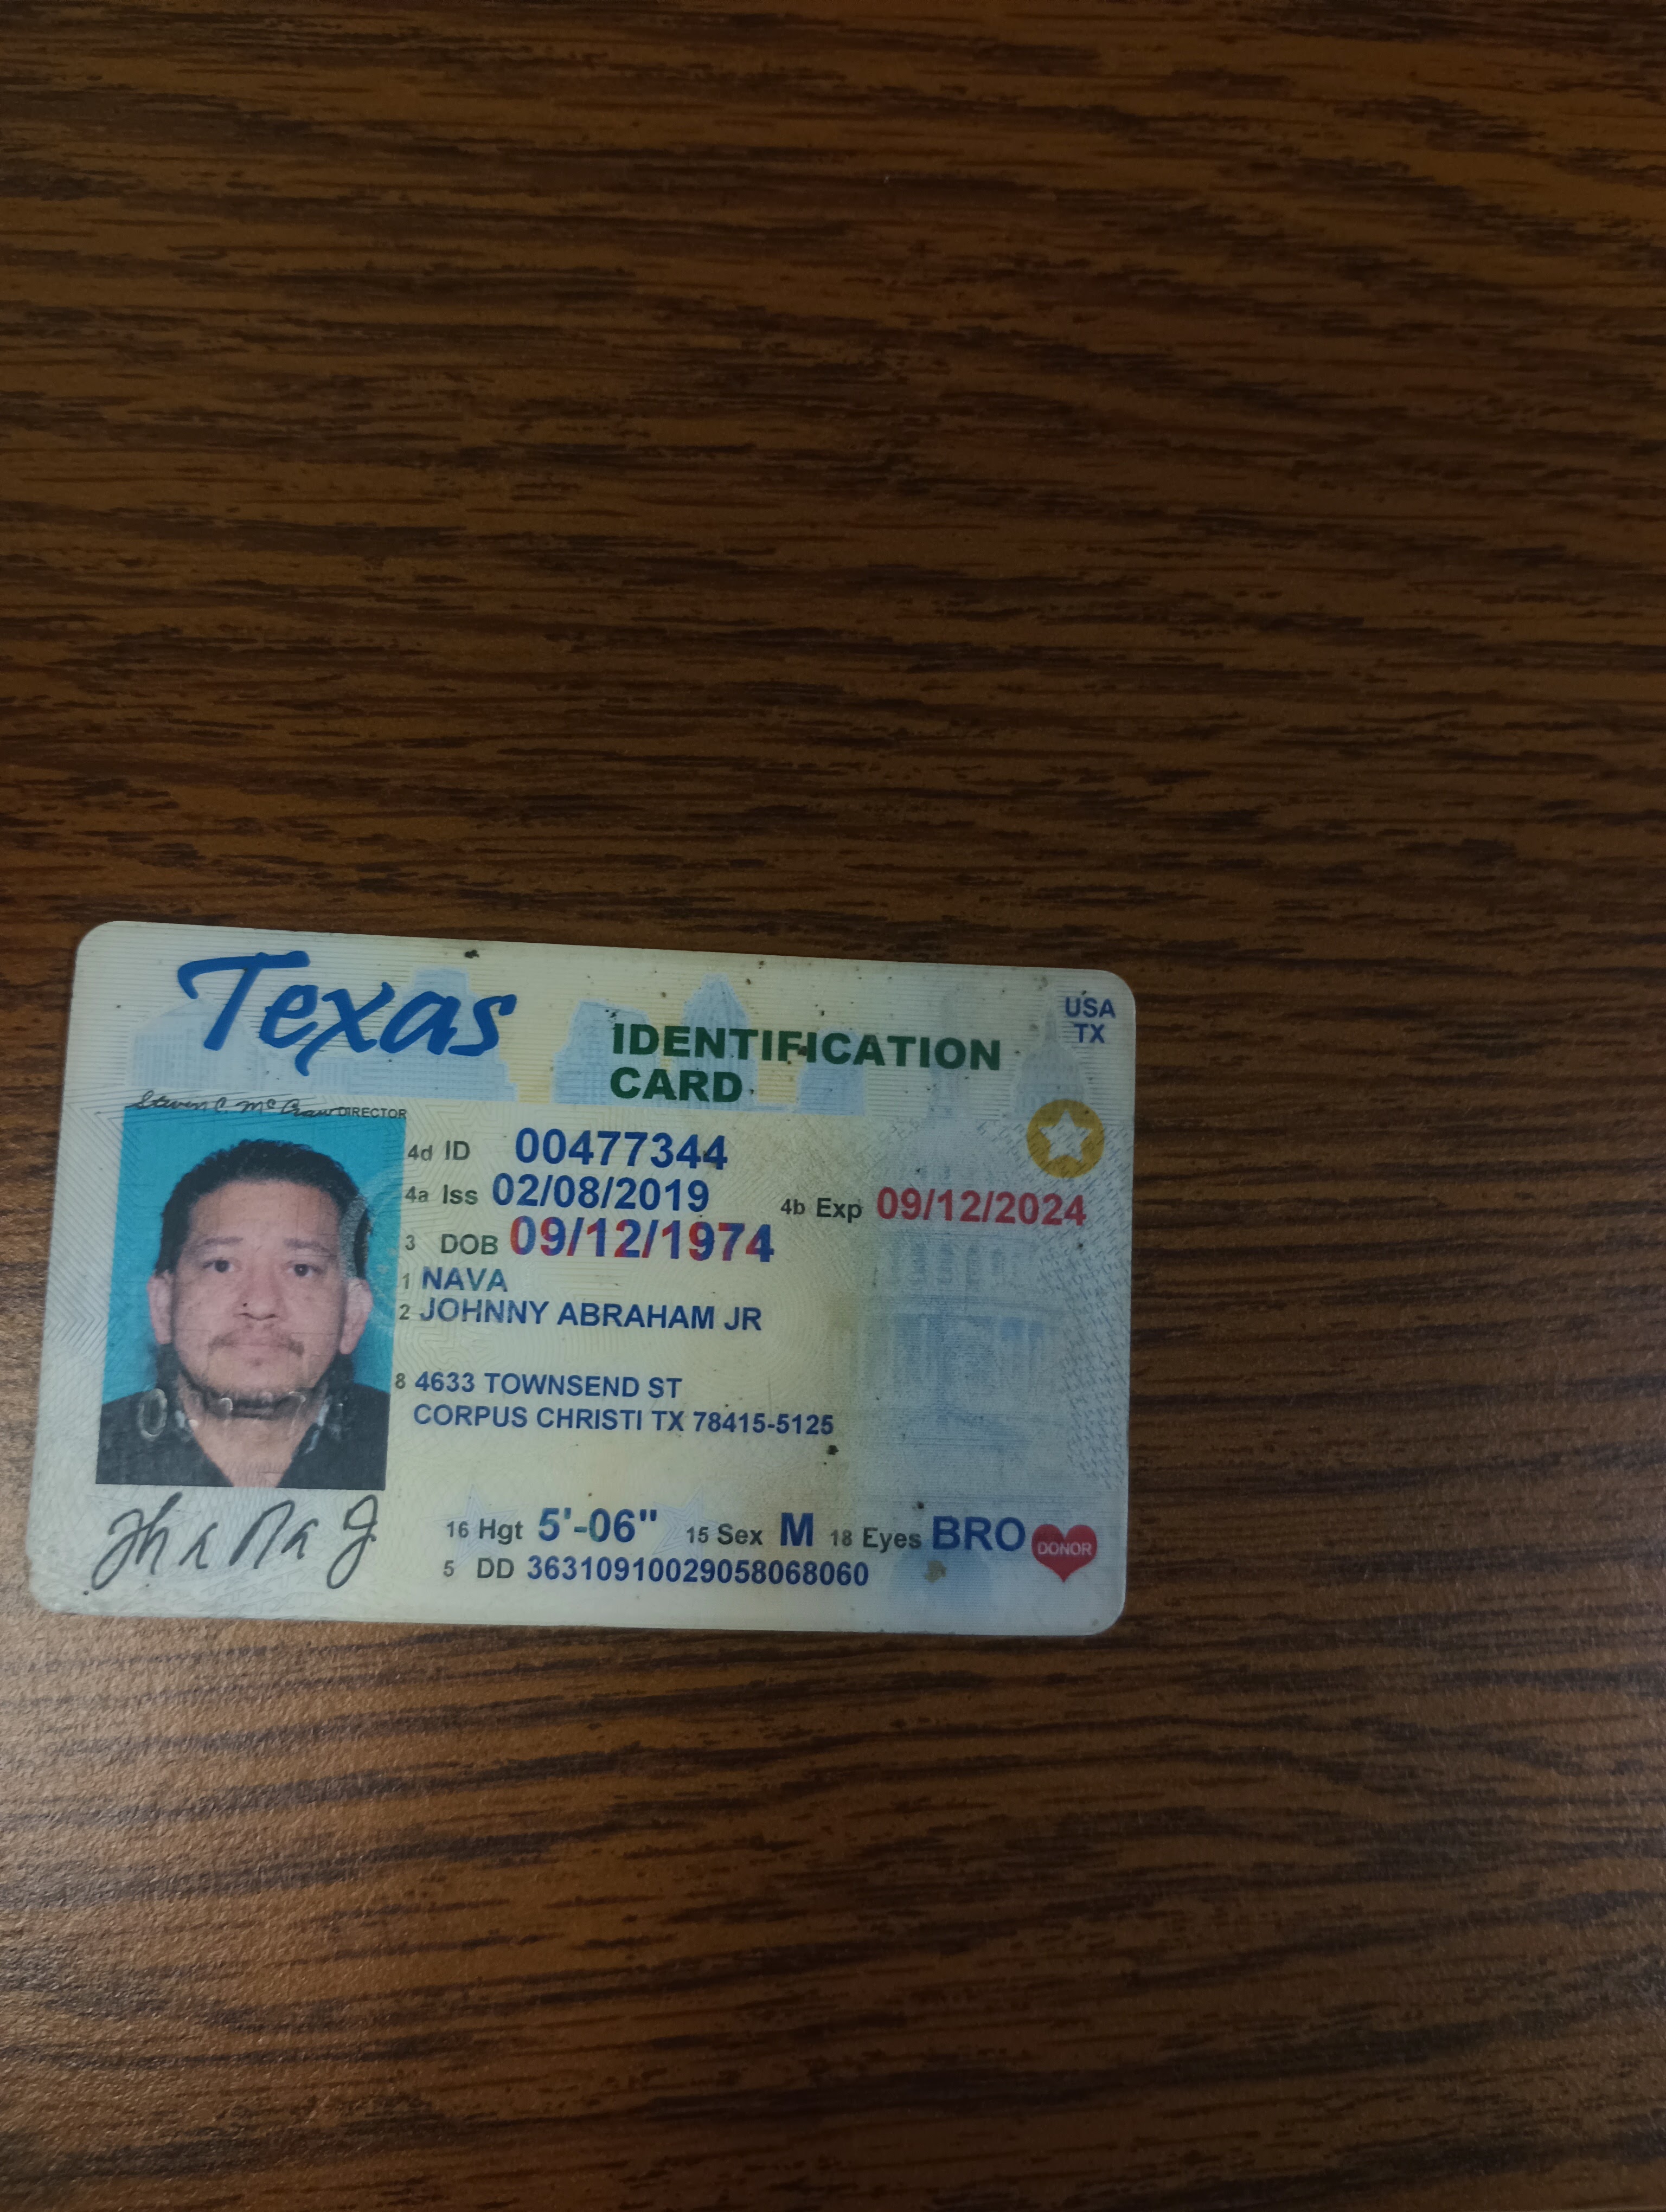 Texas
IDENTIFICATION
CARD
USA
TX
Steven C McCraw DIRECTOR
4d ID 00477344
4a Iss 02/08/2019 4b Exp 09/12/2024
3 DOB 09/12/1974
1 NAVA
2 JOHNNY ABRAHAM JR
8 4633 TOWNSEND ST
CORPUS CHRISTI TX 78415-5125
16 Hgt 5'-06" 15 Sex M 18 Eyes BRO DONOR
5 DD 36310910029058068060